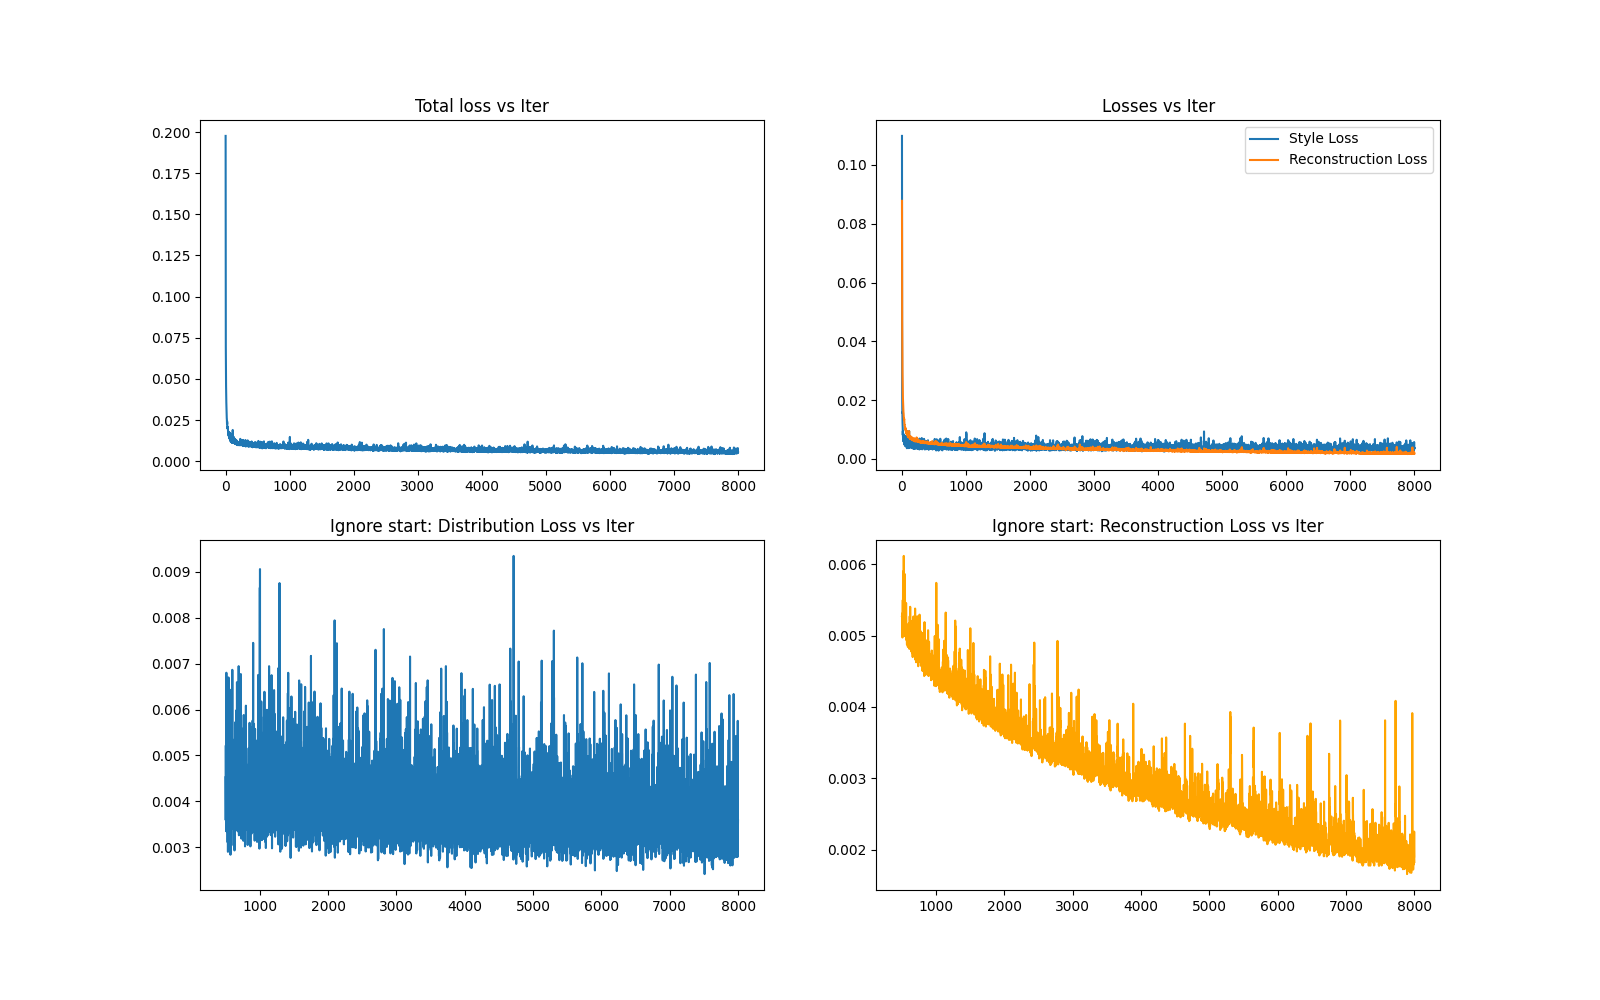 Total loss vs Iter
0.200
0.175
0.150
0.125
0.100
0.075
0.050
0.025
0.000
0 1000 2000 3000 4000 5000 6000 7000 8000
Losses vs Iter
Style Loss
Reconstruction Loss
0.10
0.08
0.06
0.04
0.02
0.00
0 1000 2000 3000 4000 5000 6000 7000 8000
Ignore start: Distribution Loss vs Iter
0.009
0.008
0.007
0.006
0.005
0.004
0.003
1000 2000 3000 4000 5000 6000 7000 8000
Ignore start: Reconstruction Loss vs Iter
0.006
0.005
0.004
0.003
0.002
1000 2000 3000 4000 5000 6000 7000 8000